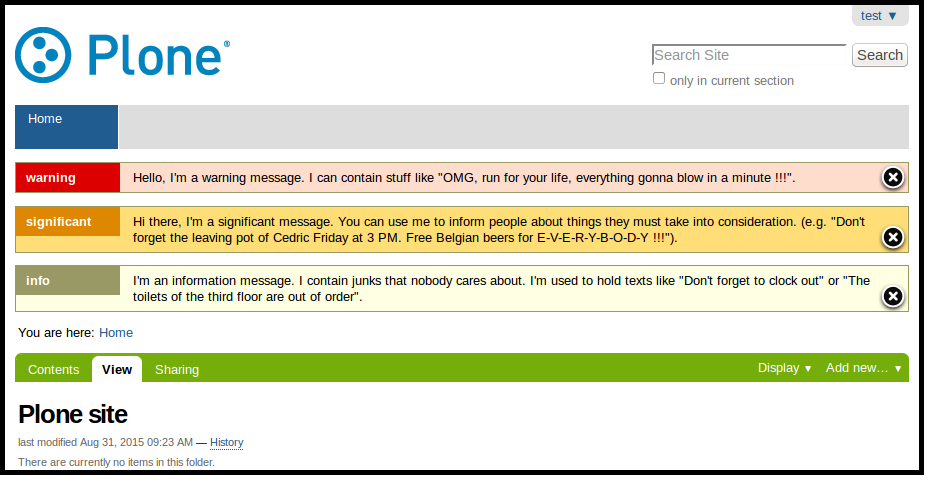 test ▼
Plone®
Search Site
Search
only in current section
Home
warning
Hello, I'm a warning message. I can contain stuff like "OMG, run for your life, everything gonna blow in a minute !!!".
significant
Hi there, I'm a significant message. You can use me to inform people about things they must take into consideration. (e.g. "Don't
forget the leaving pot of Cedric Friday at 3 PM. Free Belgian beers for E-V-E-R-Y-B-O-D-Y !!!").
info
I'm an information message. I contain junks that nobody cares about. I'm used to hold texts like "Don't forget to clock out" or "The
toilets of the third floor are out of order".
You are here: Home
Contents View Sharing Display ▼ Add new… ▼
Plone site
last modified Aug 31, 2015 09:23 AM — History
There are currently no items in this folder.